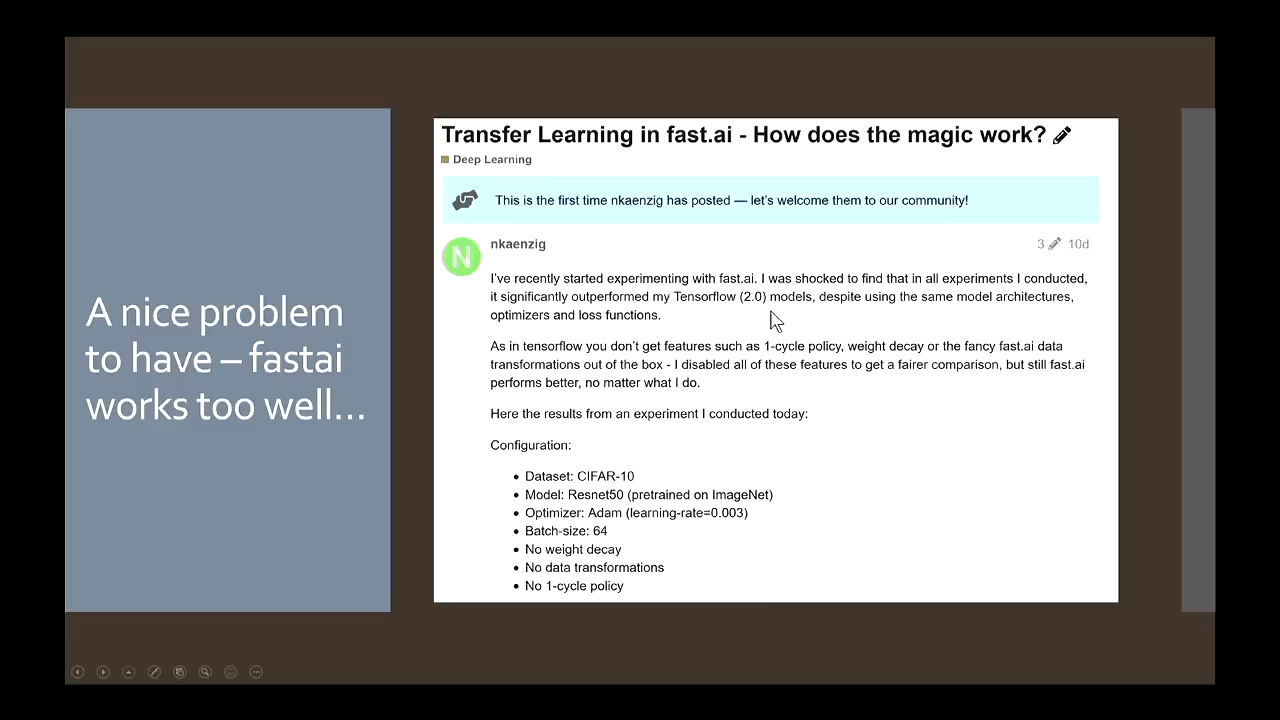 A nice problem
to have – fastai
works too well...
Transfer Learning in fast.ai - How does the magic work?
Deep Learning
This is the first time nkaenzig has posted — let's welcome them to our community!
N
nkaenzig
3
10d
I've recently started experimenting with fast.ai. I was shocked to find that in all experiments I conducted,
it significantly outperformed my Tensorflow (2.0) models, despite using the same model architectures,
optimizers and loss functions.
As in tensorflow you don't get features such as 1-cycle policy, weight decay or the fancy fast.ai data
transformations out of the box - I disabled all of these features to get a fairer comparison, but still fast.ai
performs better, no matter what I do.
Here the results from an experiment I conducted today:
Configuration:
• Dataset: CIFAR-10
• Model: Resnet50 (pretrained on ImageNet)
• Optimizer: Adam (learning-rate=0.003)
• Batch-size: 64
• No weight decay
• No data transformations
• No 1-cycle policy